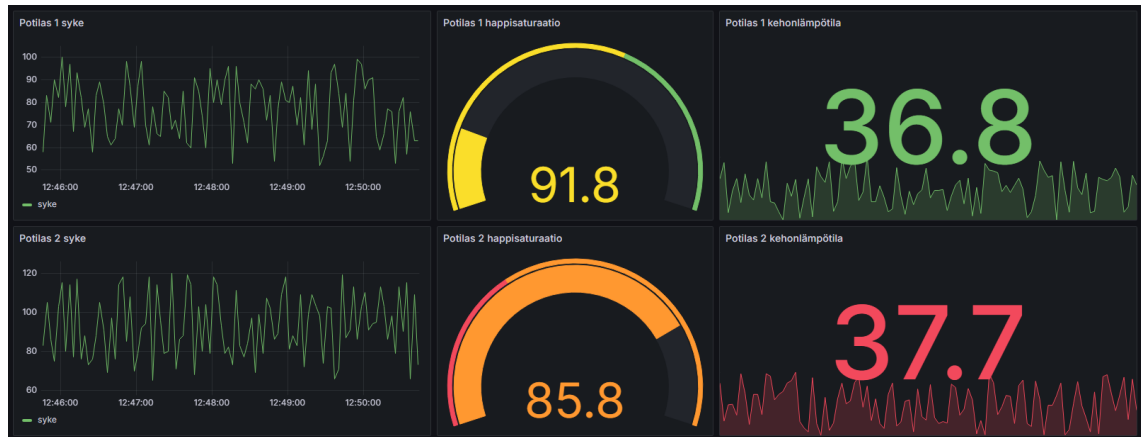 Potilas 1 syke
100
90
80
70
60
50
12:46:00 12:47:00 12:48:00 12:49:00 12:50:00
syke
Potilas 1 happisaturaatio
91.8
Potilas 1 kehonlämpötila
36.8
Potilas 2 syke
120
100
80
60
12:46:00 12:47:00 12:48:00 12:49:00 12:50:00
syke
Potilas 2 happisaturaatio
85.8
Potilas 2 kehonlämpötila
37.7